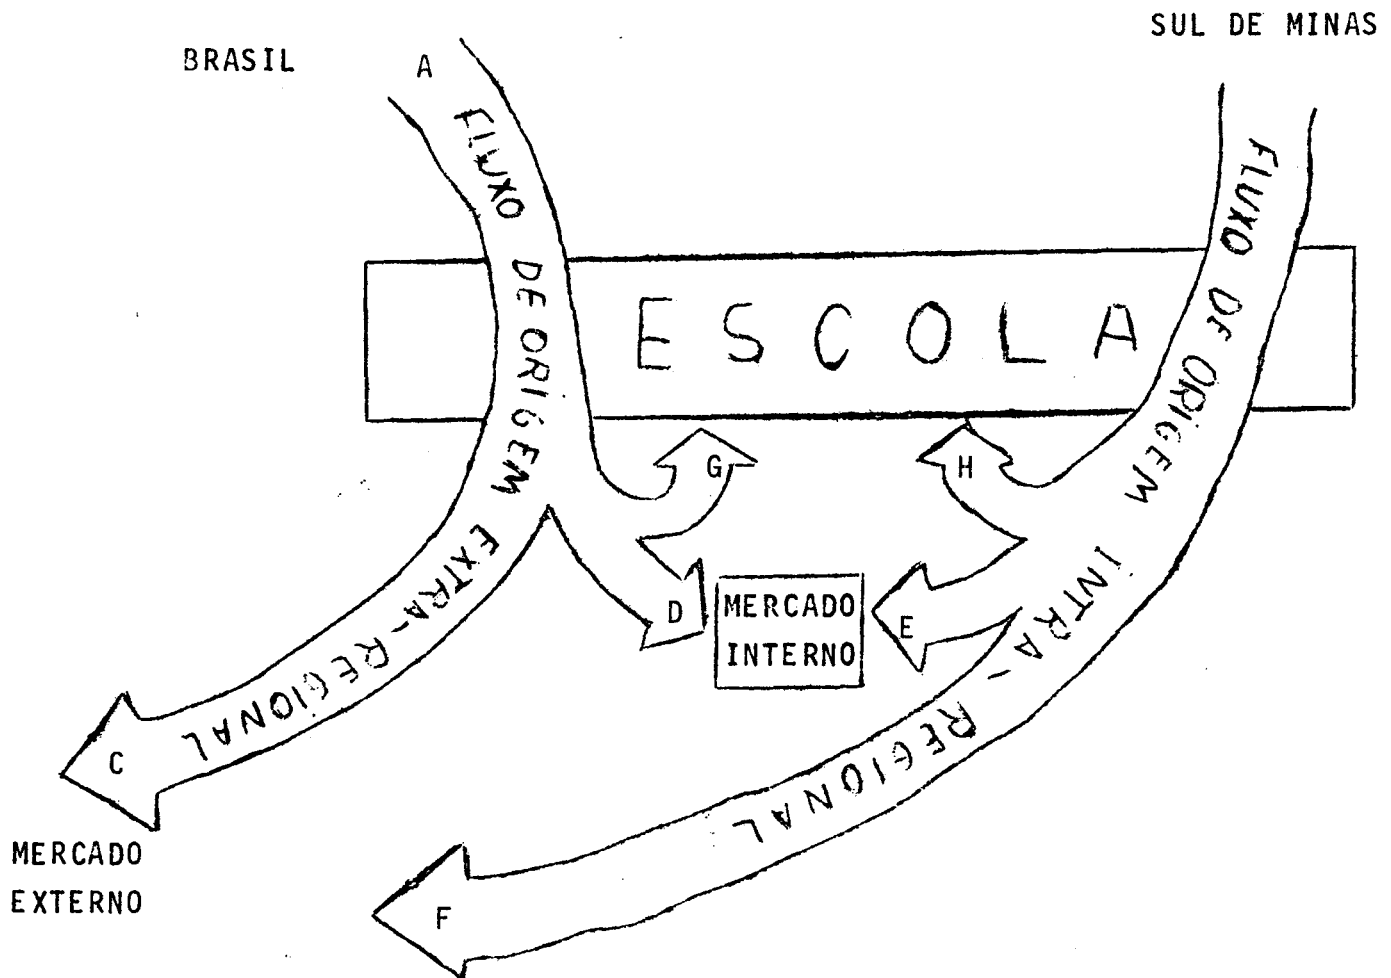 SUL DE MINAS
BRASIL
A
FLUXO DE ORIGEM EXTRA-REGIONAL
FLUXO DE ORIGEM INTRA-REGIONAL
ESCOLA
G
H
D
MERCADO
INTERNO
E
C
MERCADO
EXTERNO
F